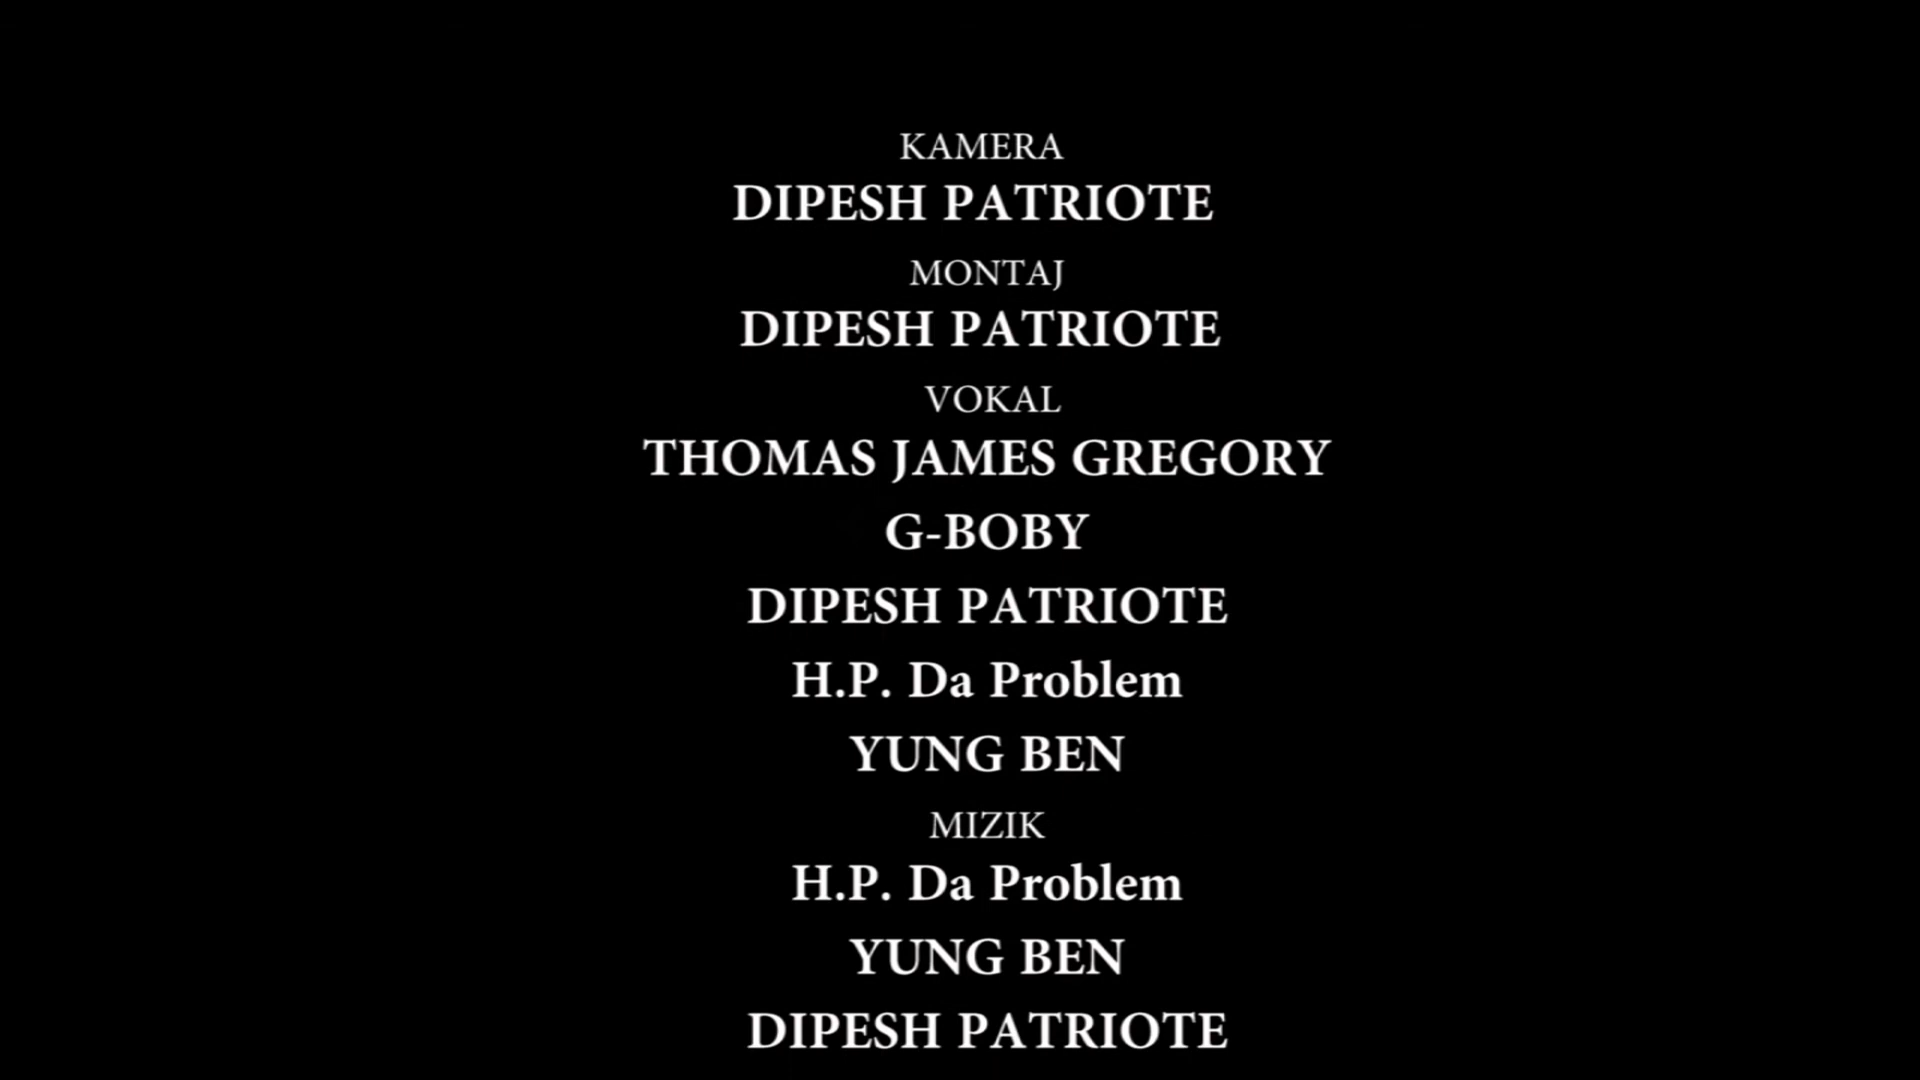 KAMERA
DIPESH PATRIOTE
MONTAJ
DIPESH PATRIOTE
VOKAL
THOMAS JAMES GREGORY
G-BOBY
DIPESH PATRIOTE
H.P. Da Problem
YUNG BEN
MIZIK
H.P. Da Problem
YUNG BEN
DIPESH PATRIOTE